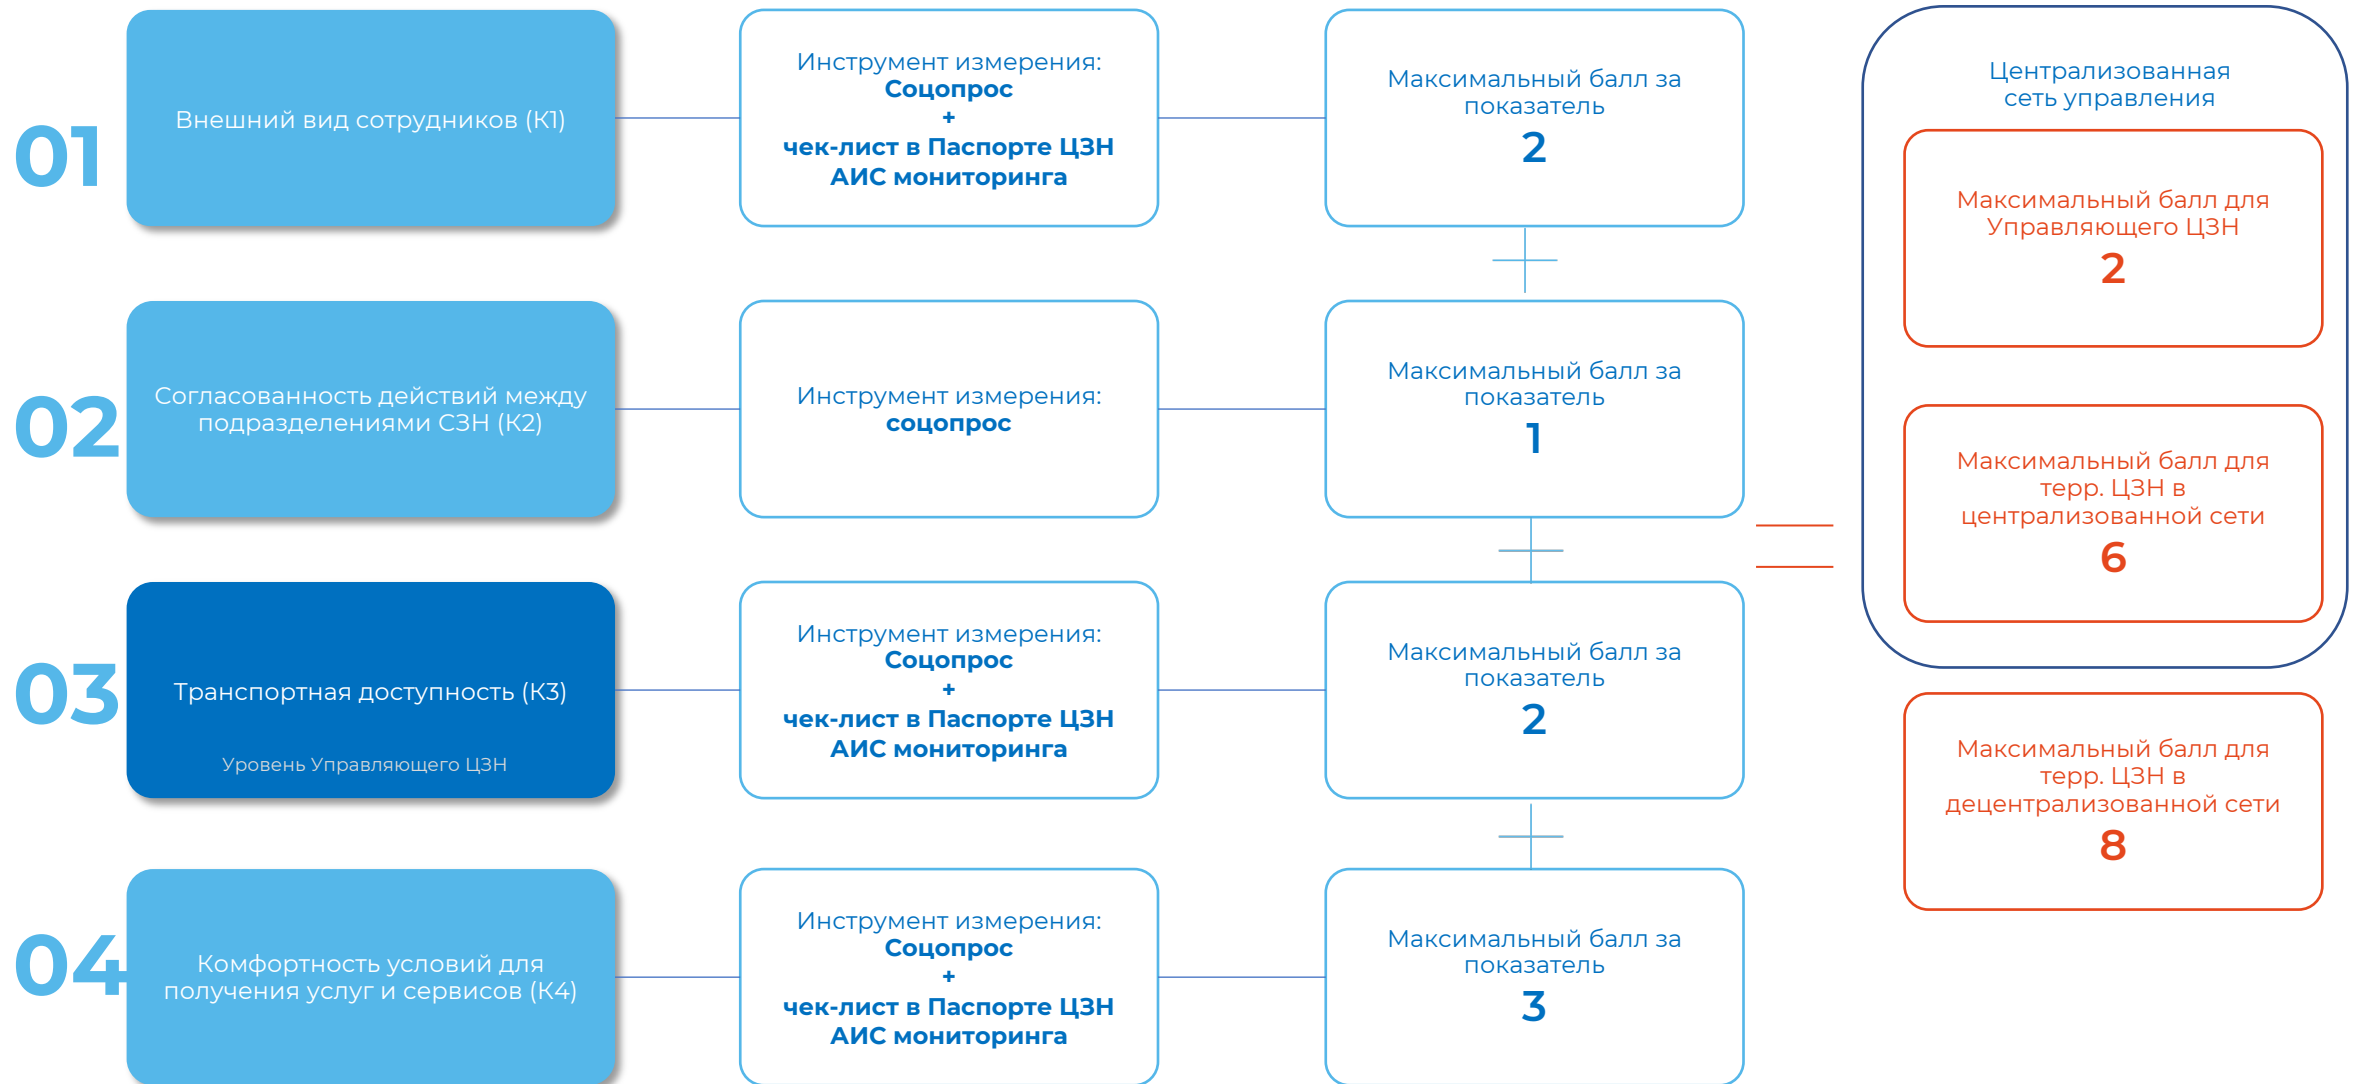 01
Внешний вид сотрудников (К1)
Инструмент измерения:
Соцопрос
+
чек-лист в Паспорте ЦЗН
АИС мониторинга
Максимальный балл за
показатель
2
02
Согласованность действий между
подразделениями СЗН (К2)
Инструмент измерения:
соцопрос
Максимальный балл за
показатель
1
03
Транспортная доступность (К3)
Уровень Управляющего ЦЗН
Инструмент измерения:
Соцопрос
+
чек-лист в Паспорте ЦЗН
АИС мониторинга
Максимальный балл за
показатель
2
04
Комфортность условий для
получения услуг и сервисов (К4)
Инструмент измерения:
Соцопрос
+
чек-лист в Паспорте ЦЗН
АИС мониторинга
Максимальный балл за
показатель
3
Централизованная
сеть управления
Максимальный балл для
Управляющего ЦЗН
2
Максимальный балл для
терр. ЦЗН в
централизованной сети
6
Максимальный балл для
терр. ЦЗН в
децентрализованной сети
8